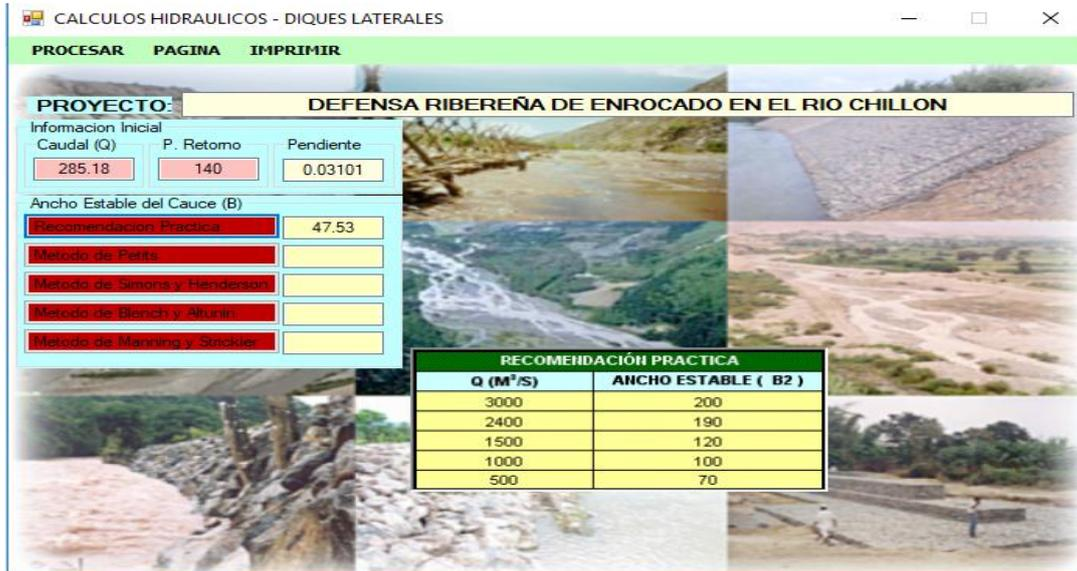 CALCULOS HIDRAULICOS - DIQUES LATERALES
PROCESAR PAGINA IMPRIMIR
PROYECTO: DEFENSA RIBEREÑA DE ENROCADO EN EL RIO CHILLON
Informacion Inicial
Caudal (Q) P. Retorno Pendiente
285.18 140 0.03101
Ancho Estable del Cauce (B)
Recomendacion Practica 47.53
Metodo de Petits
Metodo de Simons y Henderson
Metodo de Blench y Altunin
Metodo de Manning y Strickler
RECOMENDACIÓN PRACTICA
Q (M³/S) ANCHO ESTABLE ( B2 )
3000 200
2400 190
1500 120
1000 100
500 70